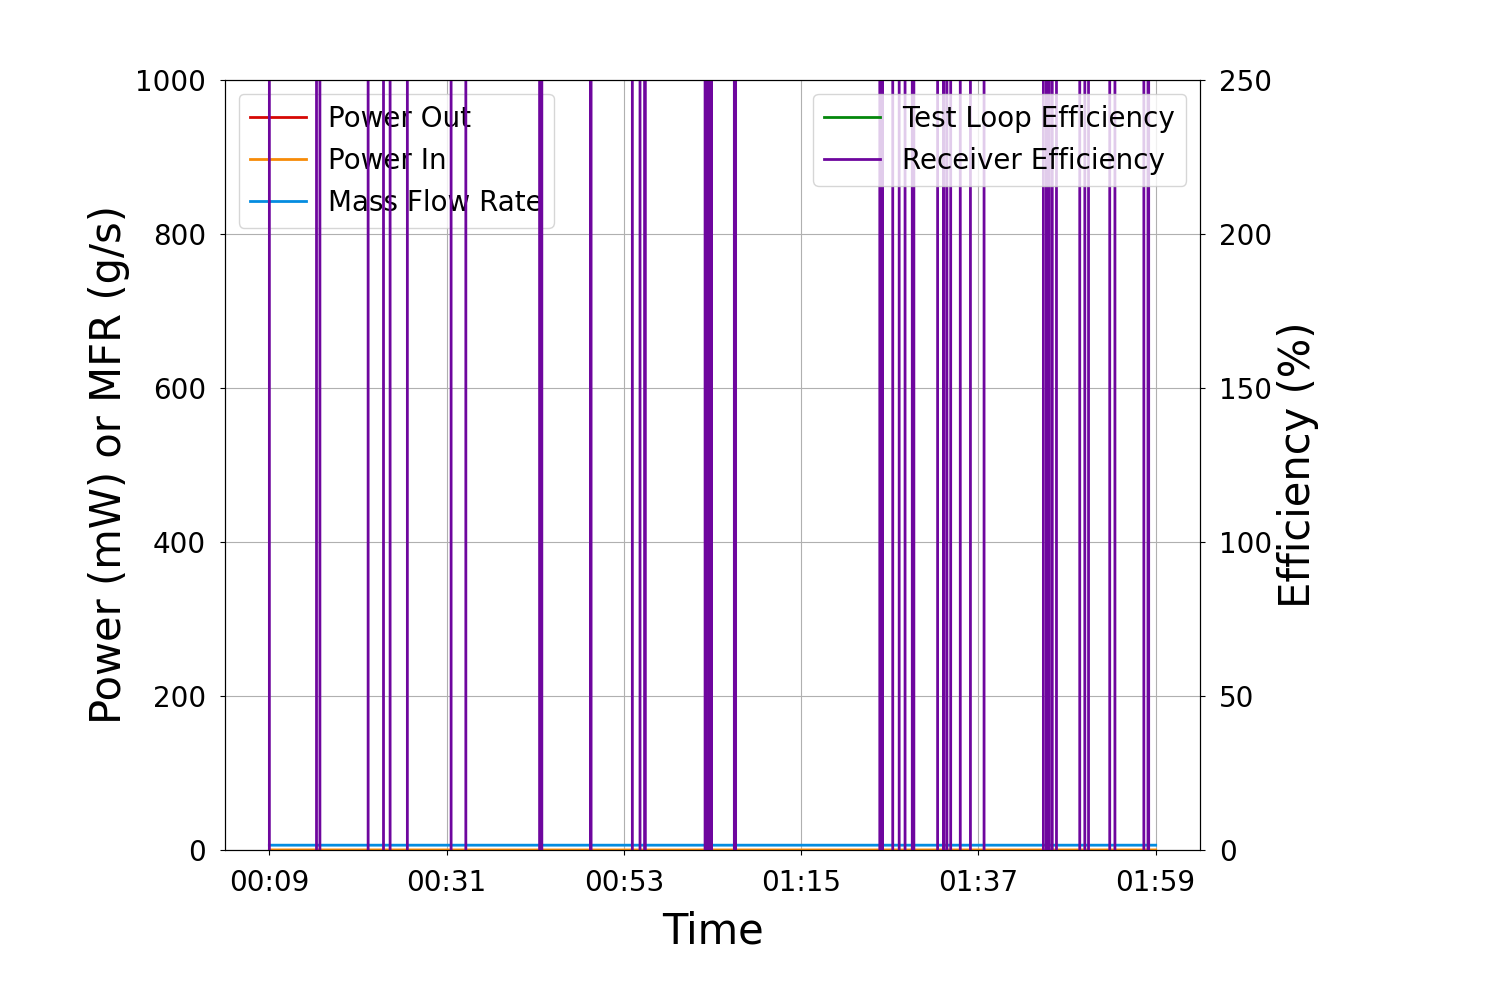 1000
800
600
400
200
0
Power (mW) or MFR (g/s)
Power Out
Power In
Mass Flow Rate
Test Loop Efficiency
Receiver Efficiency
250
200
150
100
50
0
Efficiency (%)
00:09 00:31 00:53 01:15 01:37 01:59
Time